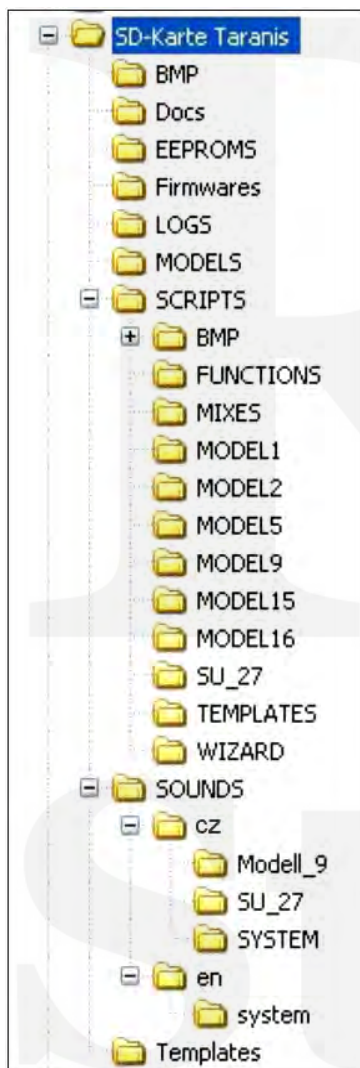 SD-Karte Taranis
BMP
Docs
EEPROMS
Firmwares
LOGS
MODELS
SCRIPTS
BMP
FUNCTIONS
MIXES
MODEL1
MODEL2
MODEL5
MODEL9
MODEL15
MODEL16
SU_27
TEMPLATES
WIZARD
SOUNDS
cz
Modell_9
SU_27
SYSTEM
en
system
Templates